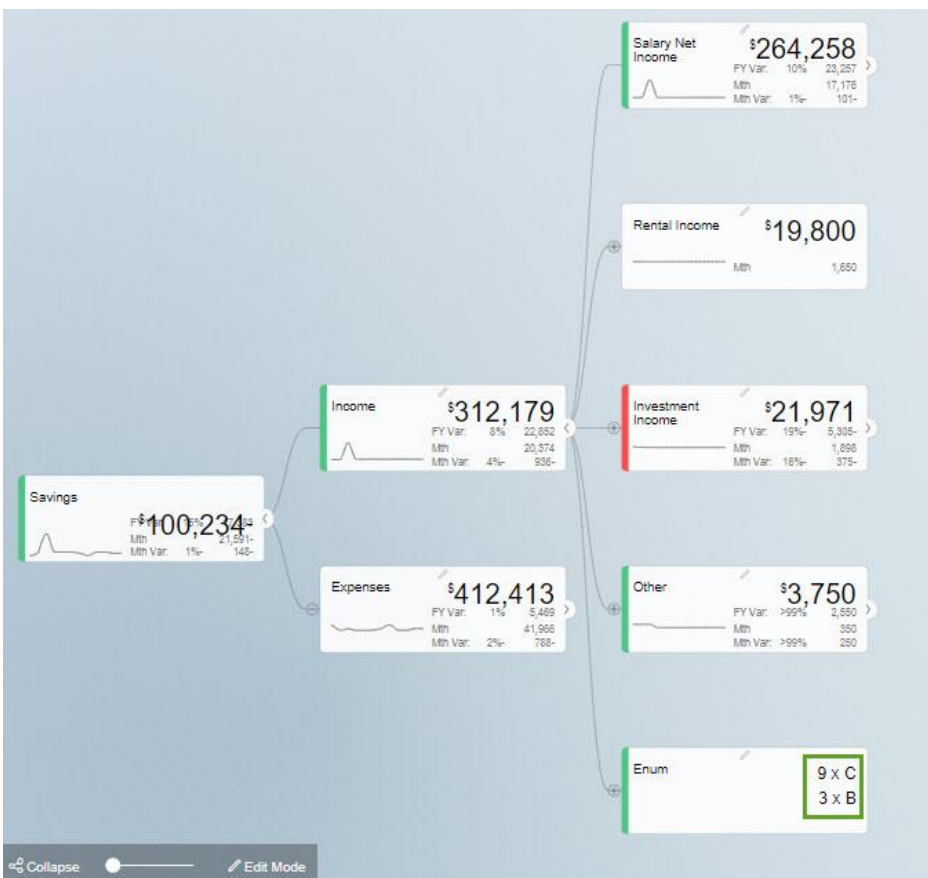 Salary Net
Income
$264,258
FY Var: 10% 23,257
Mth 17,176
Mth Var: 1%- 101-
Rental Income
$19,800
Mth 1,650
Income
$312,179
FY Var: 8% 22,852
Mth 20,374
Mth Var: 4%- 936-
Investment
Income
$21,971
FY Var: 19%- 5,305-
Mth 1,898
Mth Var: 16%- 375-
Savings
$100,234-
Mth 21,591-
Mth Var: 1%- 148-
Expenses
$412,413
FY Var: 1% 5,469
Mth 41,966
Mth Var: 2%- 788-
Other
$3,750
FY Var: >99% 2,550
Mth 350
Mth Var: >99% 250
Enum
9 x C
3 x B
Collapse
Edit Mode